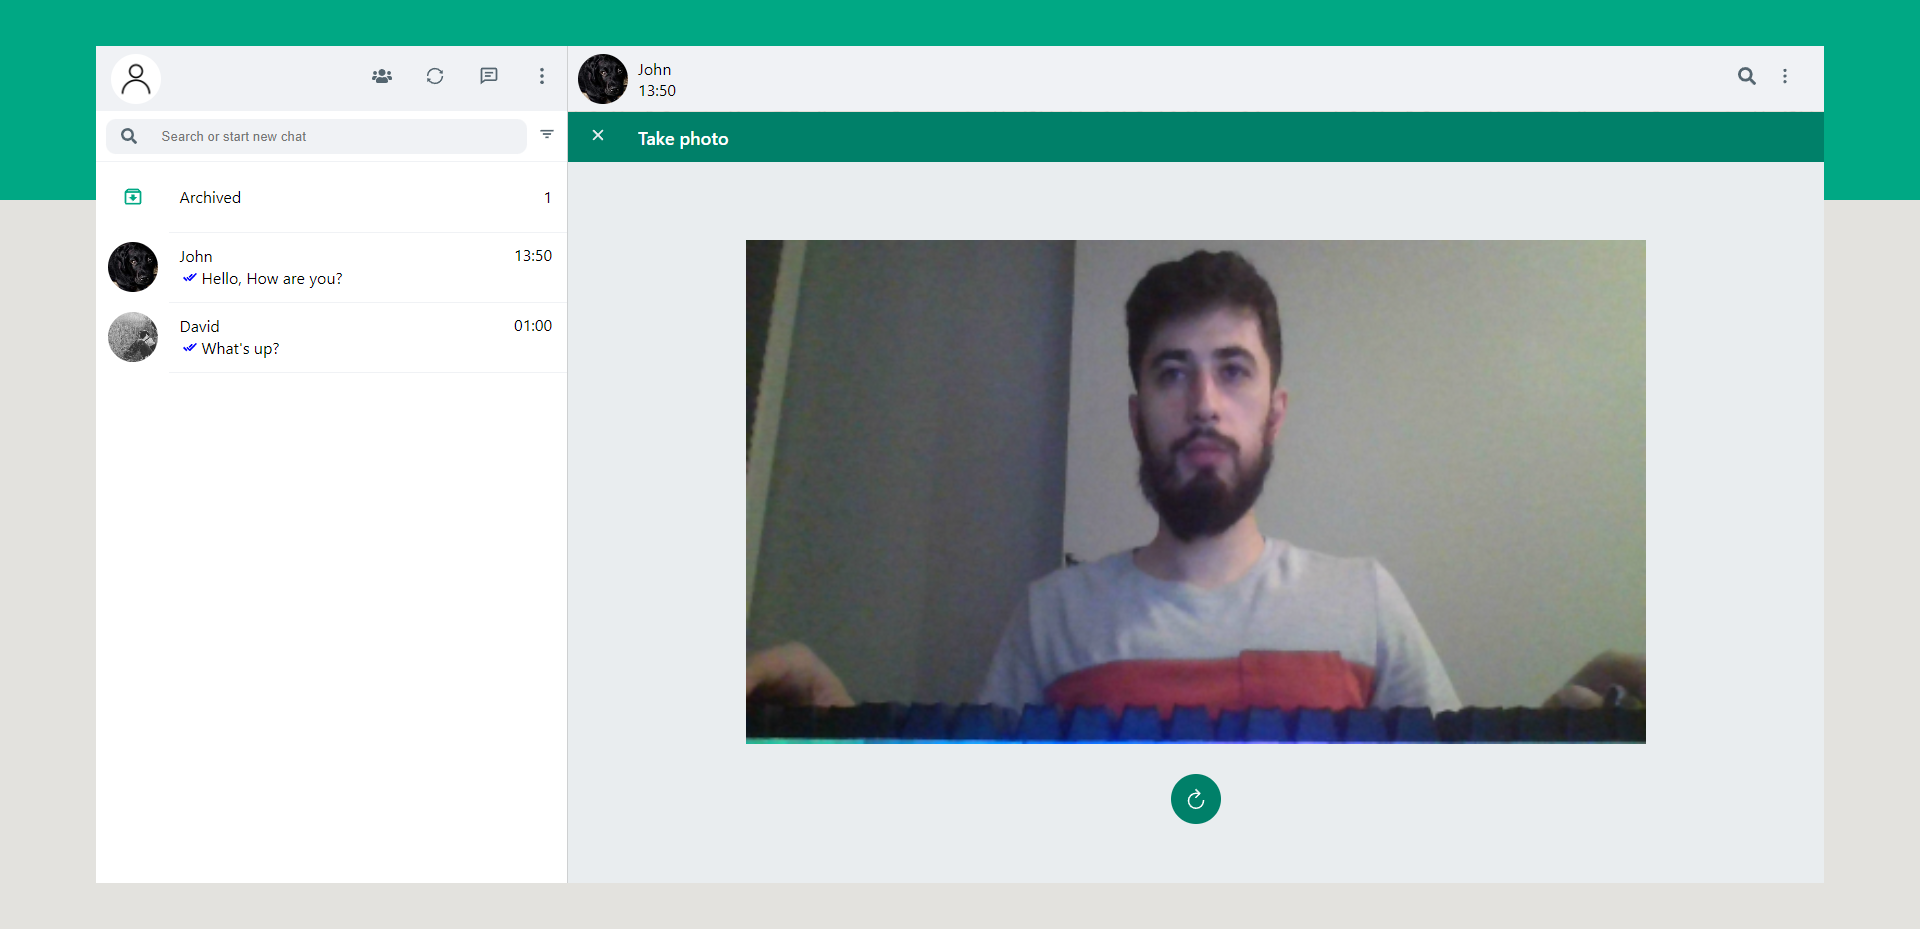 Search or start new chat
Archived 1
John 13:50
Hello, How are you?
David 01:00
What's up?
John
13:50
Take photo